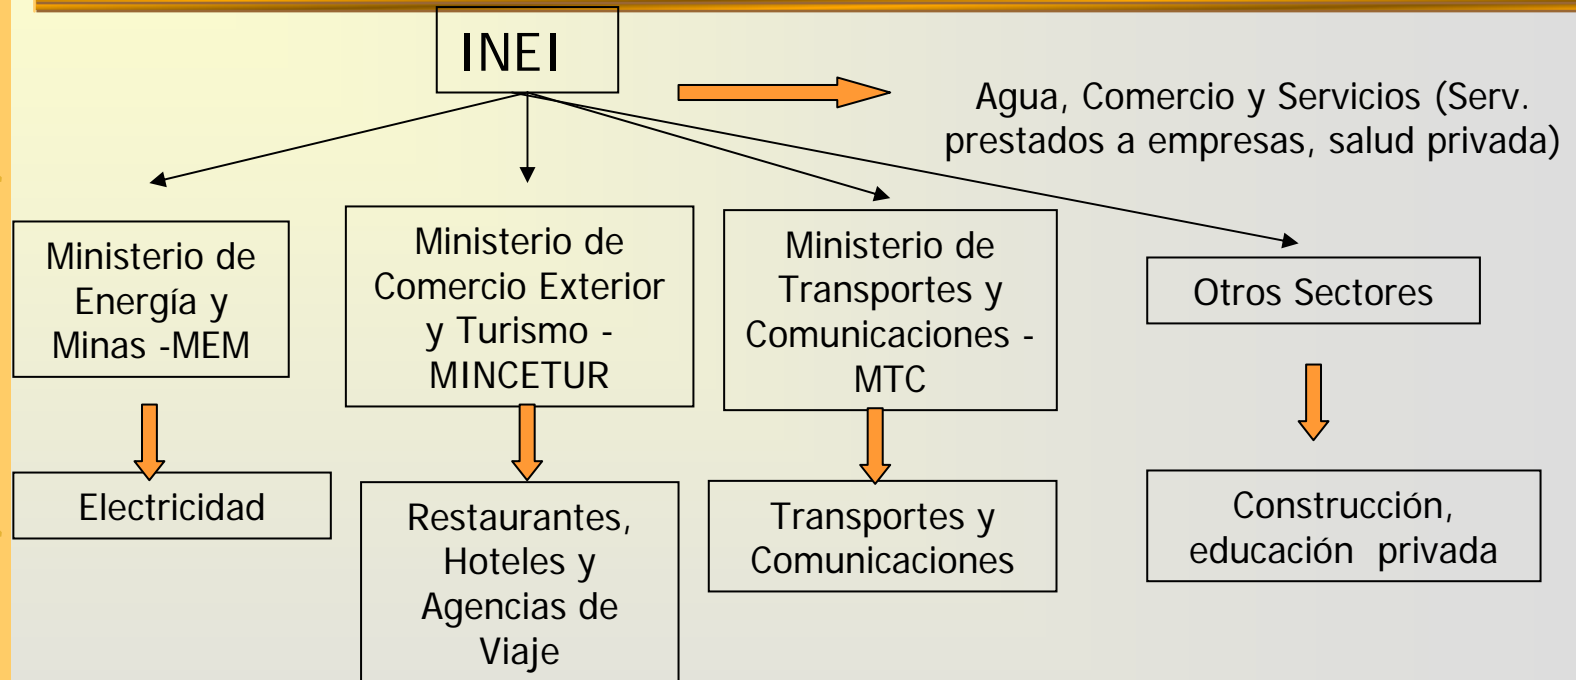 INEI
Agua, Comercio y Servicios (Serv.
prestados a empresas, salud privada)
Ministerio de
Energía y
Minas -MEM
Ministerio de
Comercio Exterior
y Turismo -
MINCETUR
Ministerio de
Transportes y
Comunicaciones -
MTC
Otros Sectores
Electricidad
Restaurantes,
Hoteles y
Agencias de
Viaje
Transportes y
Comunicaciones
Construcción,
educación privada